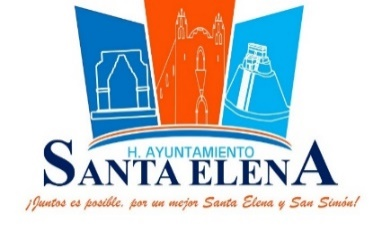 H. AYUNTAMIENTO
SANTA ELENA
¡Juntos es posible, por un mejor Santa Elena y San Simón!